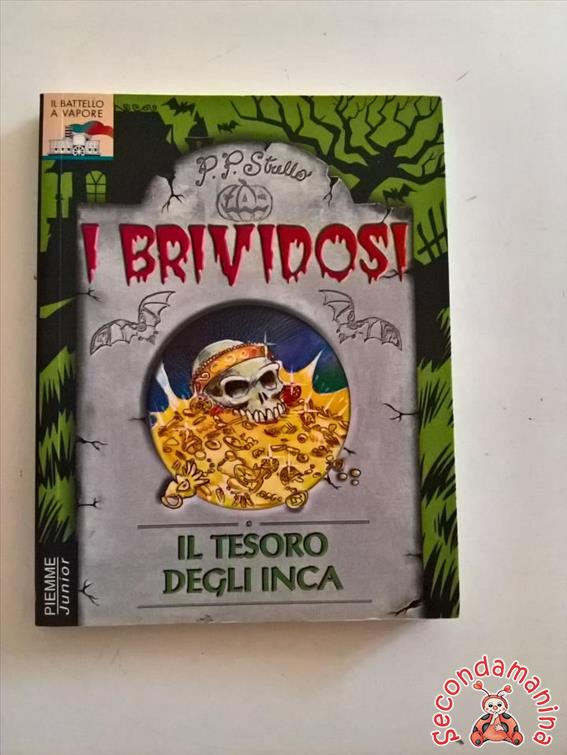 IL BATTELLO
A VAPORE
P. P. Strello
I BRIVIDOSI
IL TESORO
DEGLI INCA
PIEMME
Junior
Secondamanina